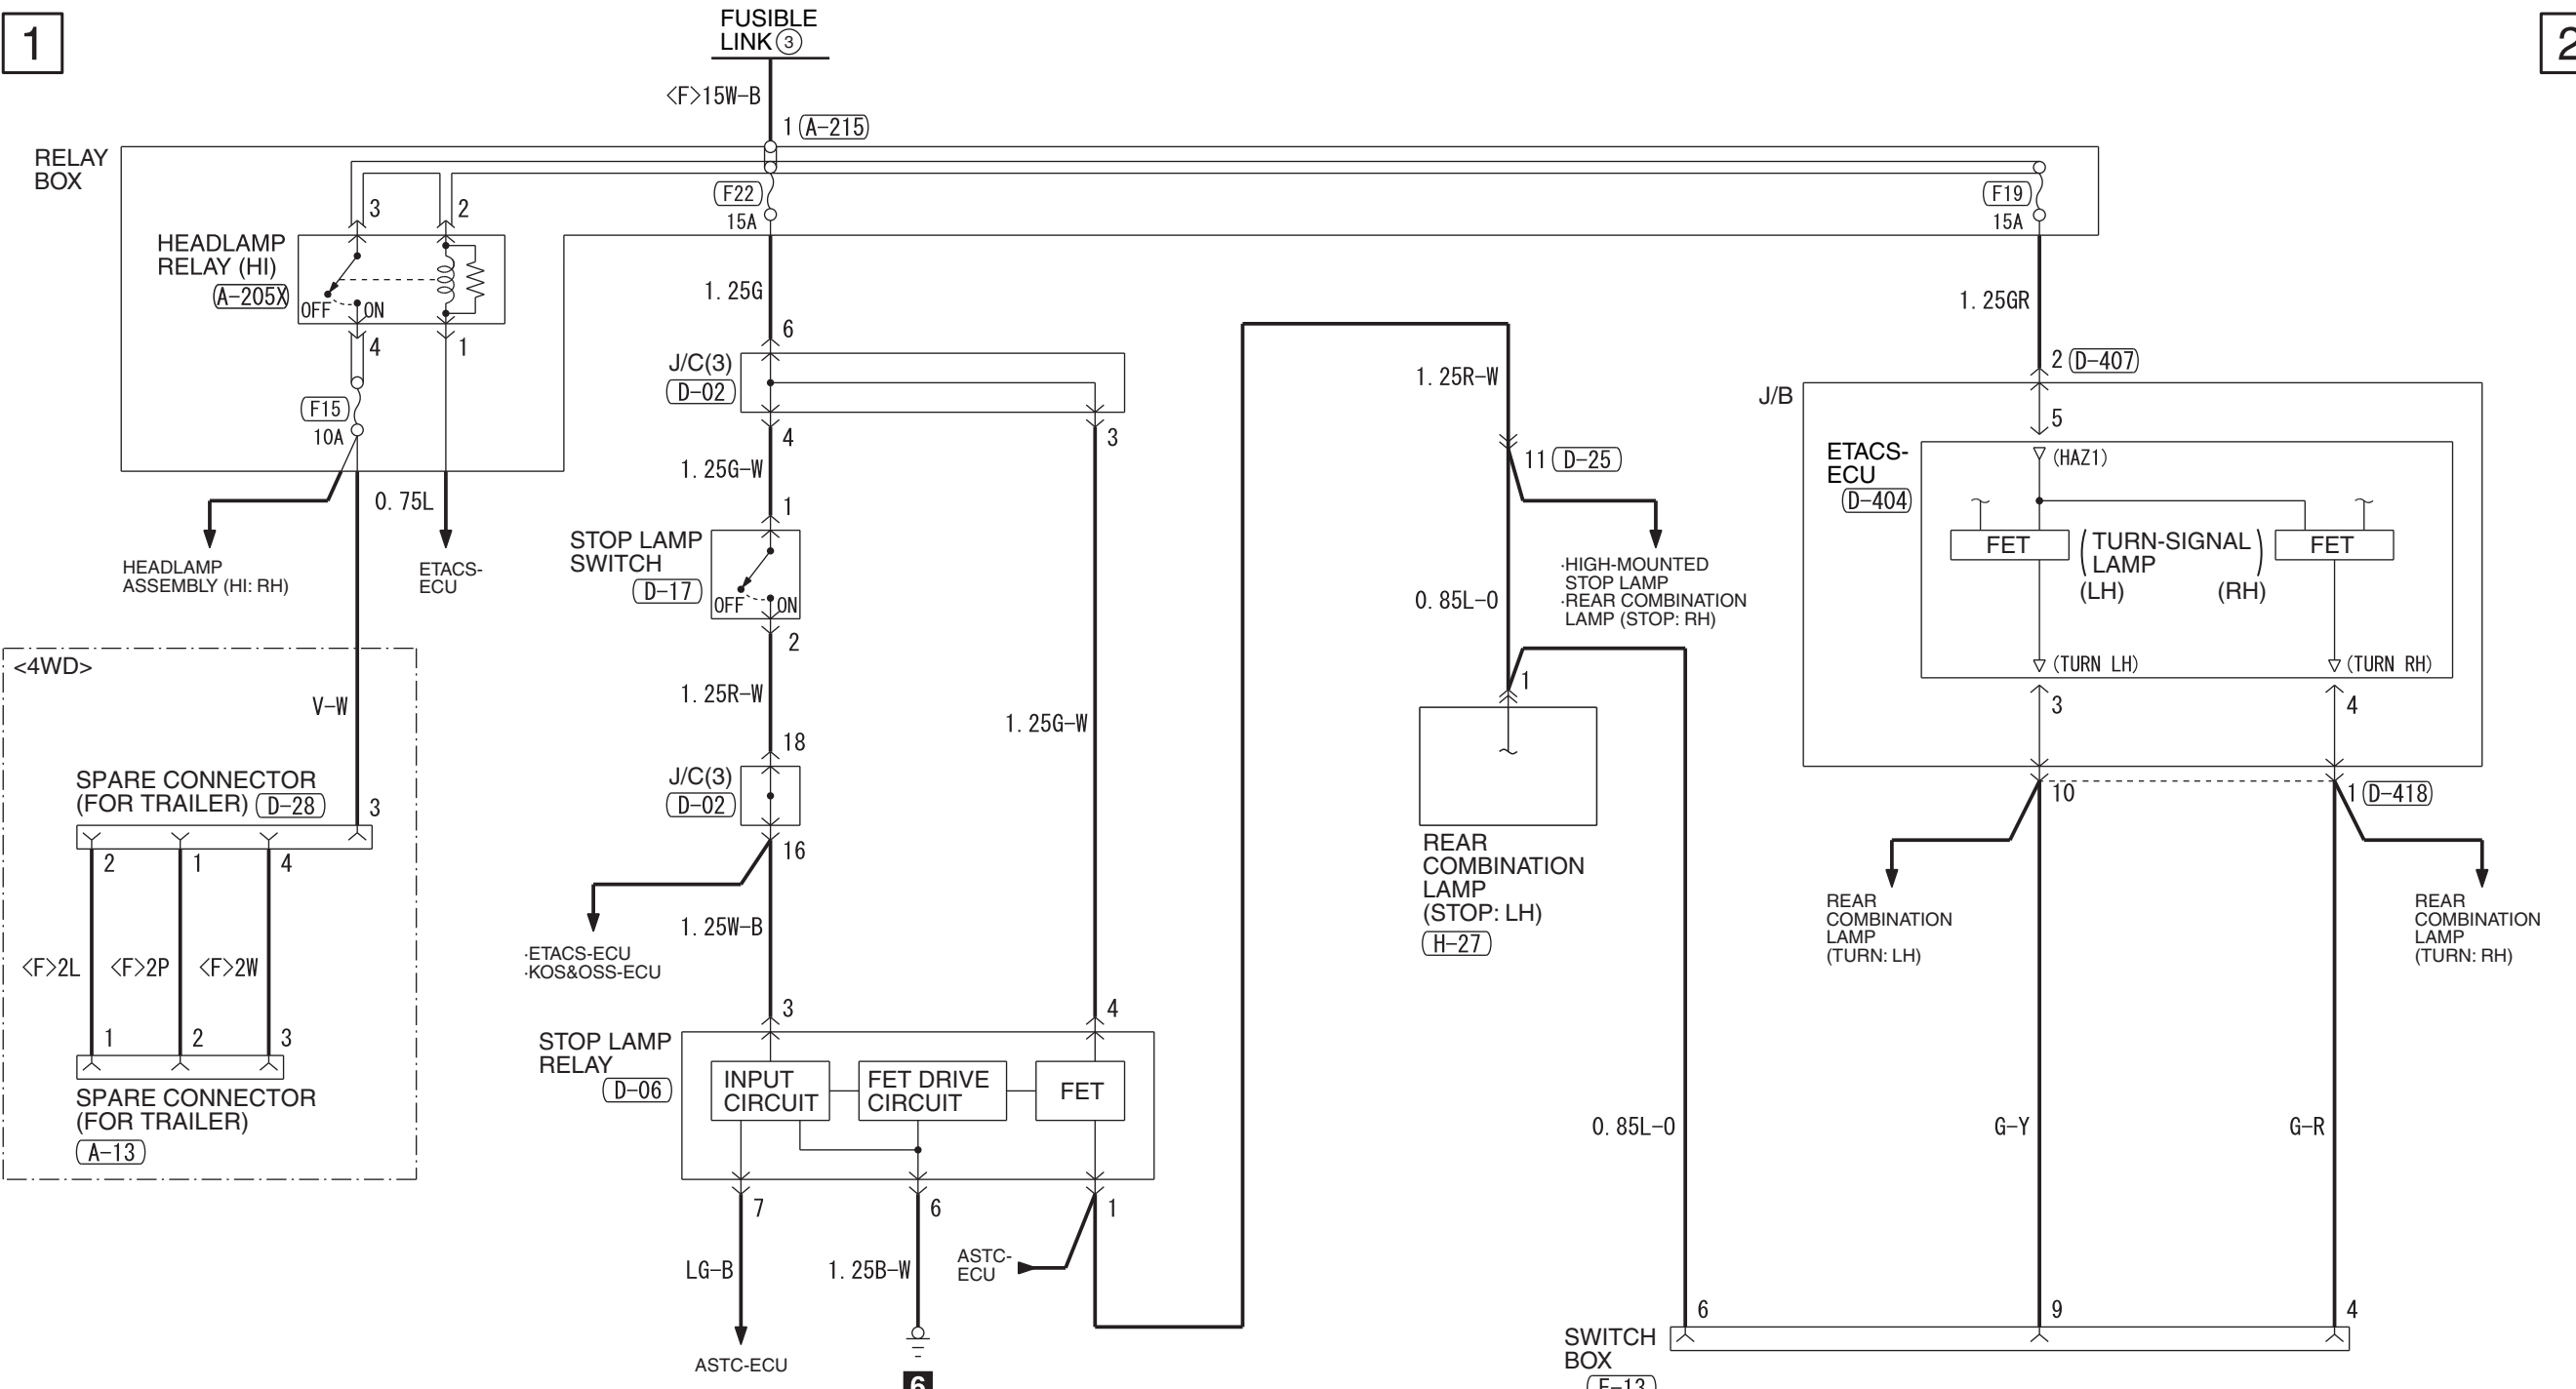 1
2
FUSIBLE
LINK 3
<F>15W-B
1 A-215
RELAY
BOX
F22
15A
F19
15A
3
2
HEADLAMP
RELAY (HI)
A-205X
OFF
ON
4
1
F15
10A
0.75L
HEADLAMP
ASSEMBLY (HI: RH)
ETACS-
ECU
1.25G
6
J/C(3)
D-02
4
3
1.25G-W
1
STOP LAMP
SWITCH
D-17
OFF
ON
2
1.25R-W
1.25G-W
18
J/C(3)
D-02
16
·ETACS-ECU
·KOS&OSS-ECU
1.25W-B
3
4
STOP LAMP
RELAY
D-06
INPUT
CIRCUIT
FET DRIVE
CIRCUIT
FET
7
6
1
LG-B
1.25B-W
ASTC-
ECU
ASTC-ECU
6
<4WD>
V-W
SPARE CONNECTOR
(FOR TRAILER) D-28
3
2
1
4
<F>2L
<F>2P
<F>2W
1
2
3
SPARE CONNECTOR
(FOR TRAILER)
A-13
1.25R-W
11 D-25
·HIGH-MOUNTED
STOP LAMP
·REAR COMBINATION
LAMP (STOP: RH)
0.85L-O
1
REAR
COMBINATION
LAMP
(STOP: LH)
H-27
0.85L-O
1.25GR
2 D-407
J/B
5
ETACS-
ECU
D-404
(HAZ1)
FET
(TURN-SIGNAL
LAMP)
(LH)
(RH)
FET
(TURN LH)
(TURN RH)
3
4
10
1 D-418
REAR
COMBINATION
LAMP
(TURN: LH)
REAR
COMBINATION
LAMP
(TURN: RH)
G-Y
G-R
6
9
4
SWITCH
BOX